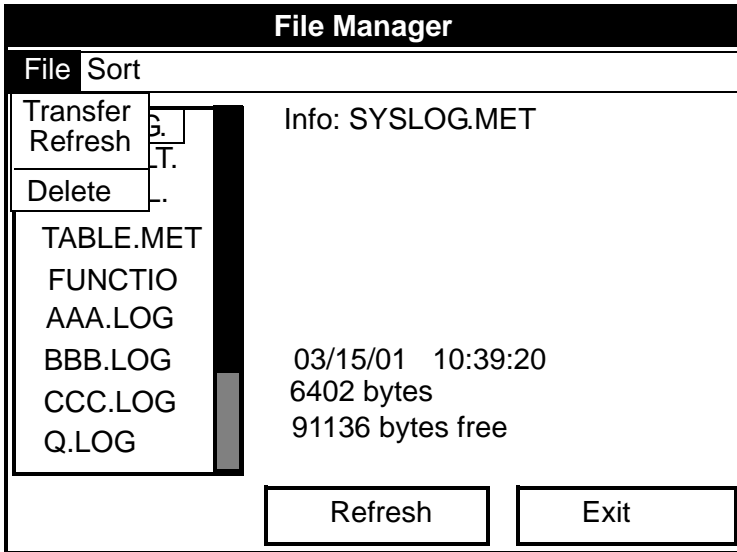 File Manager
File Sort
Transfer
Refresh
Delete
G.
LT.
L.
TABLE.MET
FUNCTIO
AAA.LOG
BBB.LOG
CCC.LOG
Q.LOG
Info: SYSLOG.MET
03/15/01 10:39:20
6402 bytes
91136 bytes free
Refresh
Exit